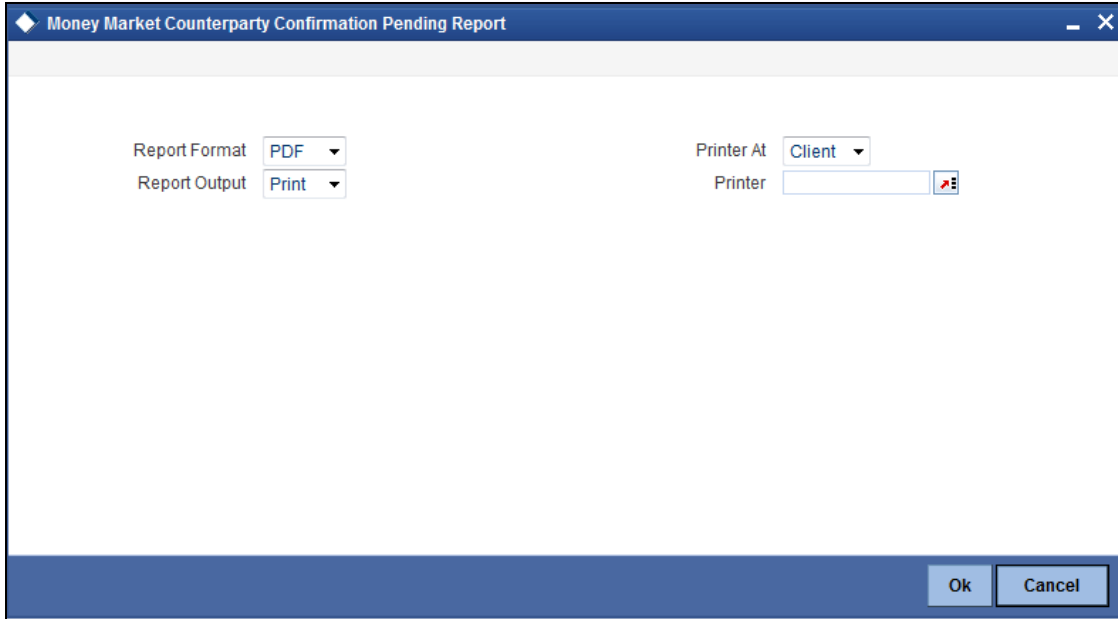 Money Market Counterparty Confirmation Pending Report
Report Format PDF Printer At Client
Report Output Print Printer
Ok Cancel